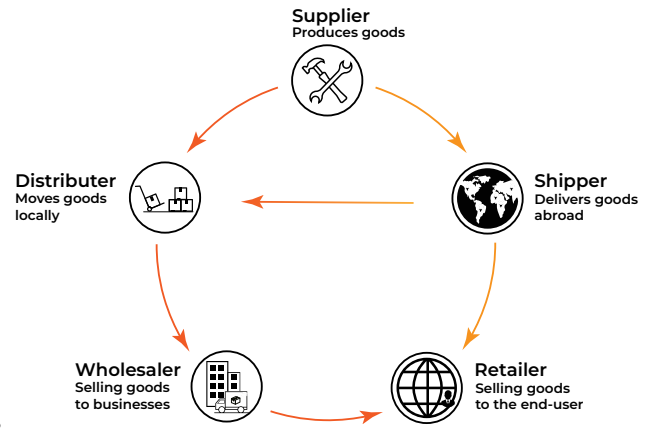 Supplier
Produces goods
Distributer
Moves goods
locally
Shipper
Delivers goods
abroad
Wholesaler
Selling goods
to businesses
Retailer
Selling goods
to the end-user